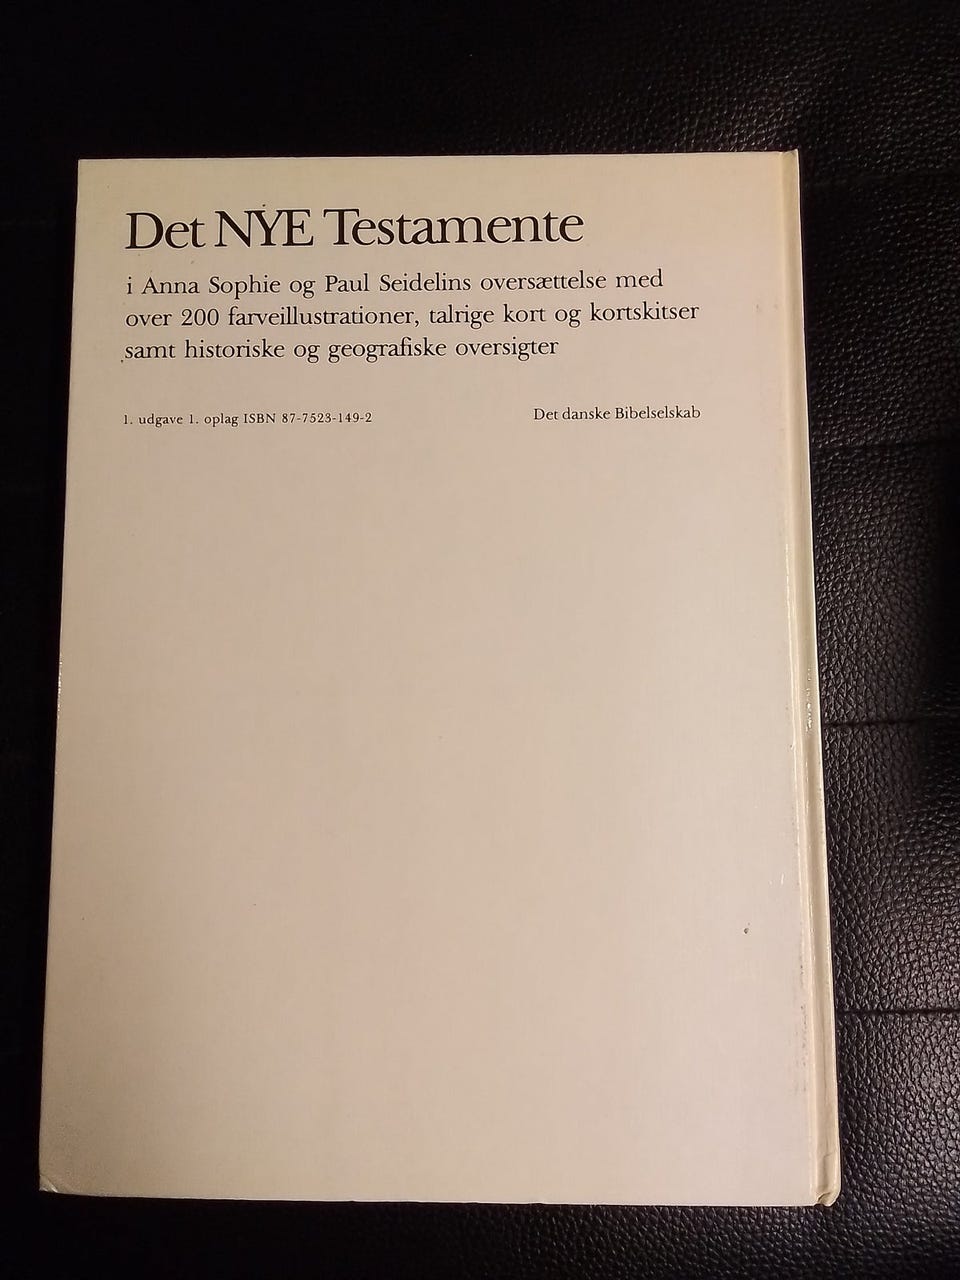 Det NYE Testamente
i Anna Sophie og Paul Seidelins oversættelse med
over 200 farveillustrationer, talrige kort og kortskitser
samt historiske og geografiske oversigter
1. udgave 1. oplag ISBN 87-7523-149-2
Det danske Bibelselskab